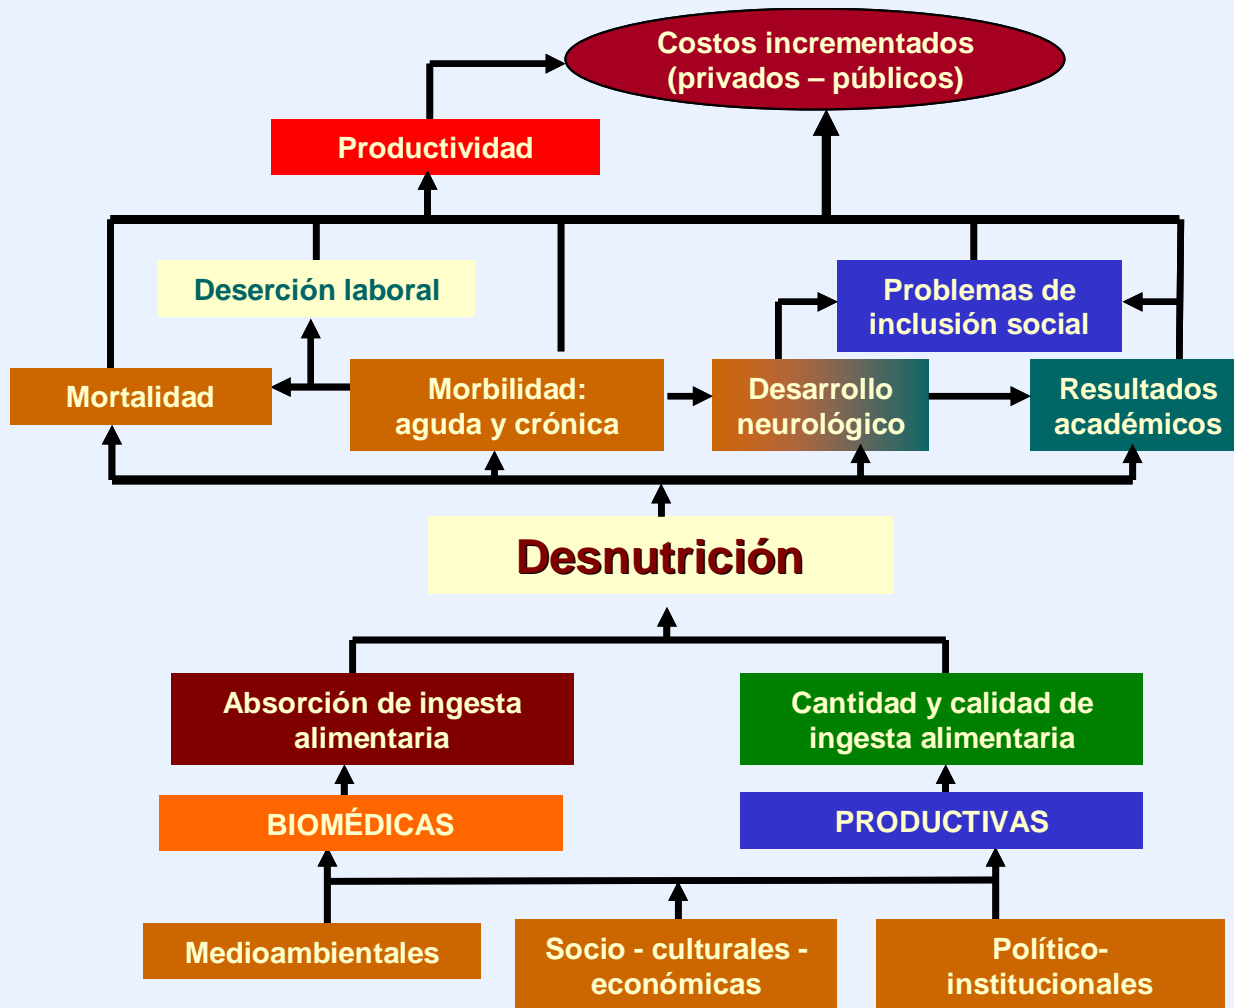 Costos incrementados
(privados – públicos)
Productividad
Deserción laboral
Problemas de
inclusión social
Mortalidad
Morbilidad:
aguda y crónica
Desarrollo
neurológico
Resultados
académicos
Desnutrición
Absorción de ingesta
alimentaria
Cantidad y calidad de
ingesta alimentaria
BIOMÉDICAS
PRODUCTIVAS
Medioambientales
Socio - culturales -
económicas
Político-
institucionales